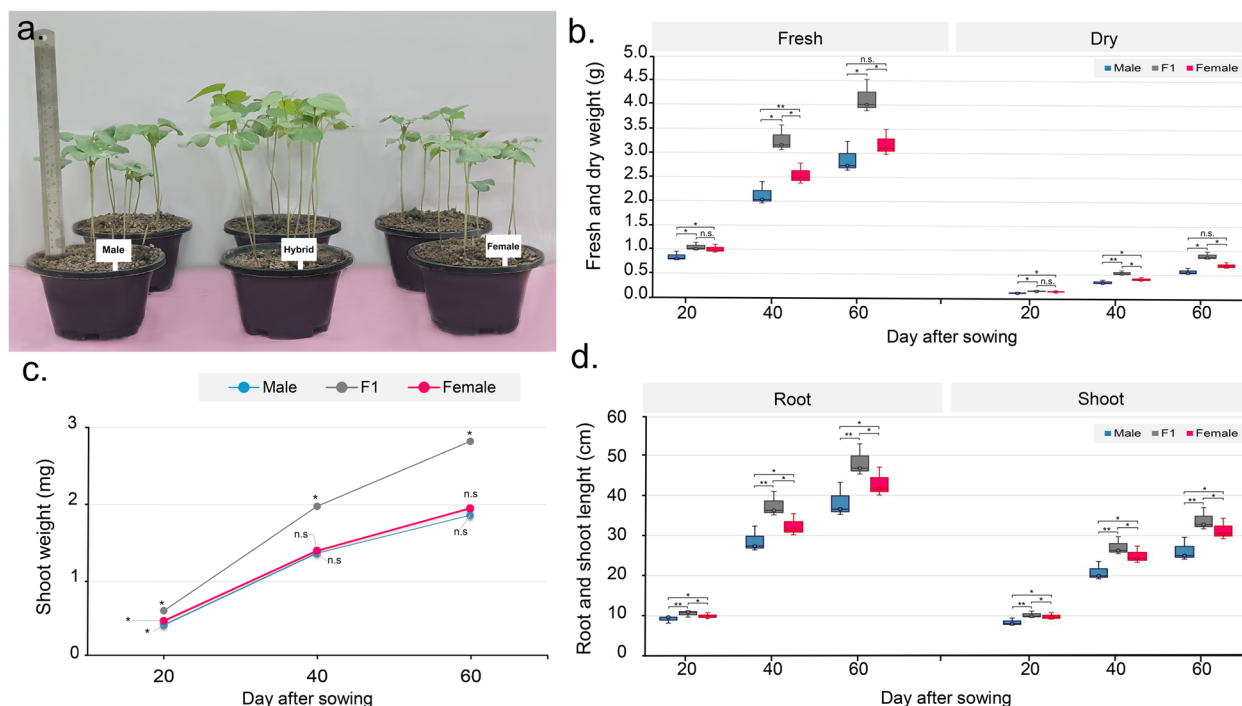 a.
Male
Hybrid
Female
b.
Fresh
Dry
Male
F1
Female
Fresh and dry weight (g)
5.0
4.5
4.0
3.5
3.0
2.5
2.0
1.5
1.0
0.5
0.0
*
*
n.s.
**
*
*
n.s.
*
*
*
*
n.s.
*
**
*
n.s.
*
*
20
40
60
20
40
60
Day after sowing
c.
Male
F1
Female
Shoot weight (mg)
3
2
1
0
*
*
*
*
n.s
n.s
*
n.s
n.s
20
40
60
Day after sowing
d.
Root
Shoot
Male
F1
Female
Root and shoot lenght (cm)
60
50
40
30
20
10
0
*
**
*
*
**
*
*
**
*
*
**
*
*
**
*
*
**
*
20
40
60
20
40
60
Day after sowing